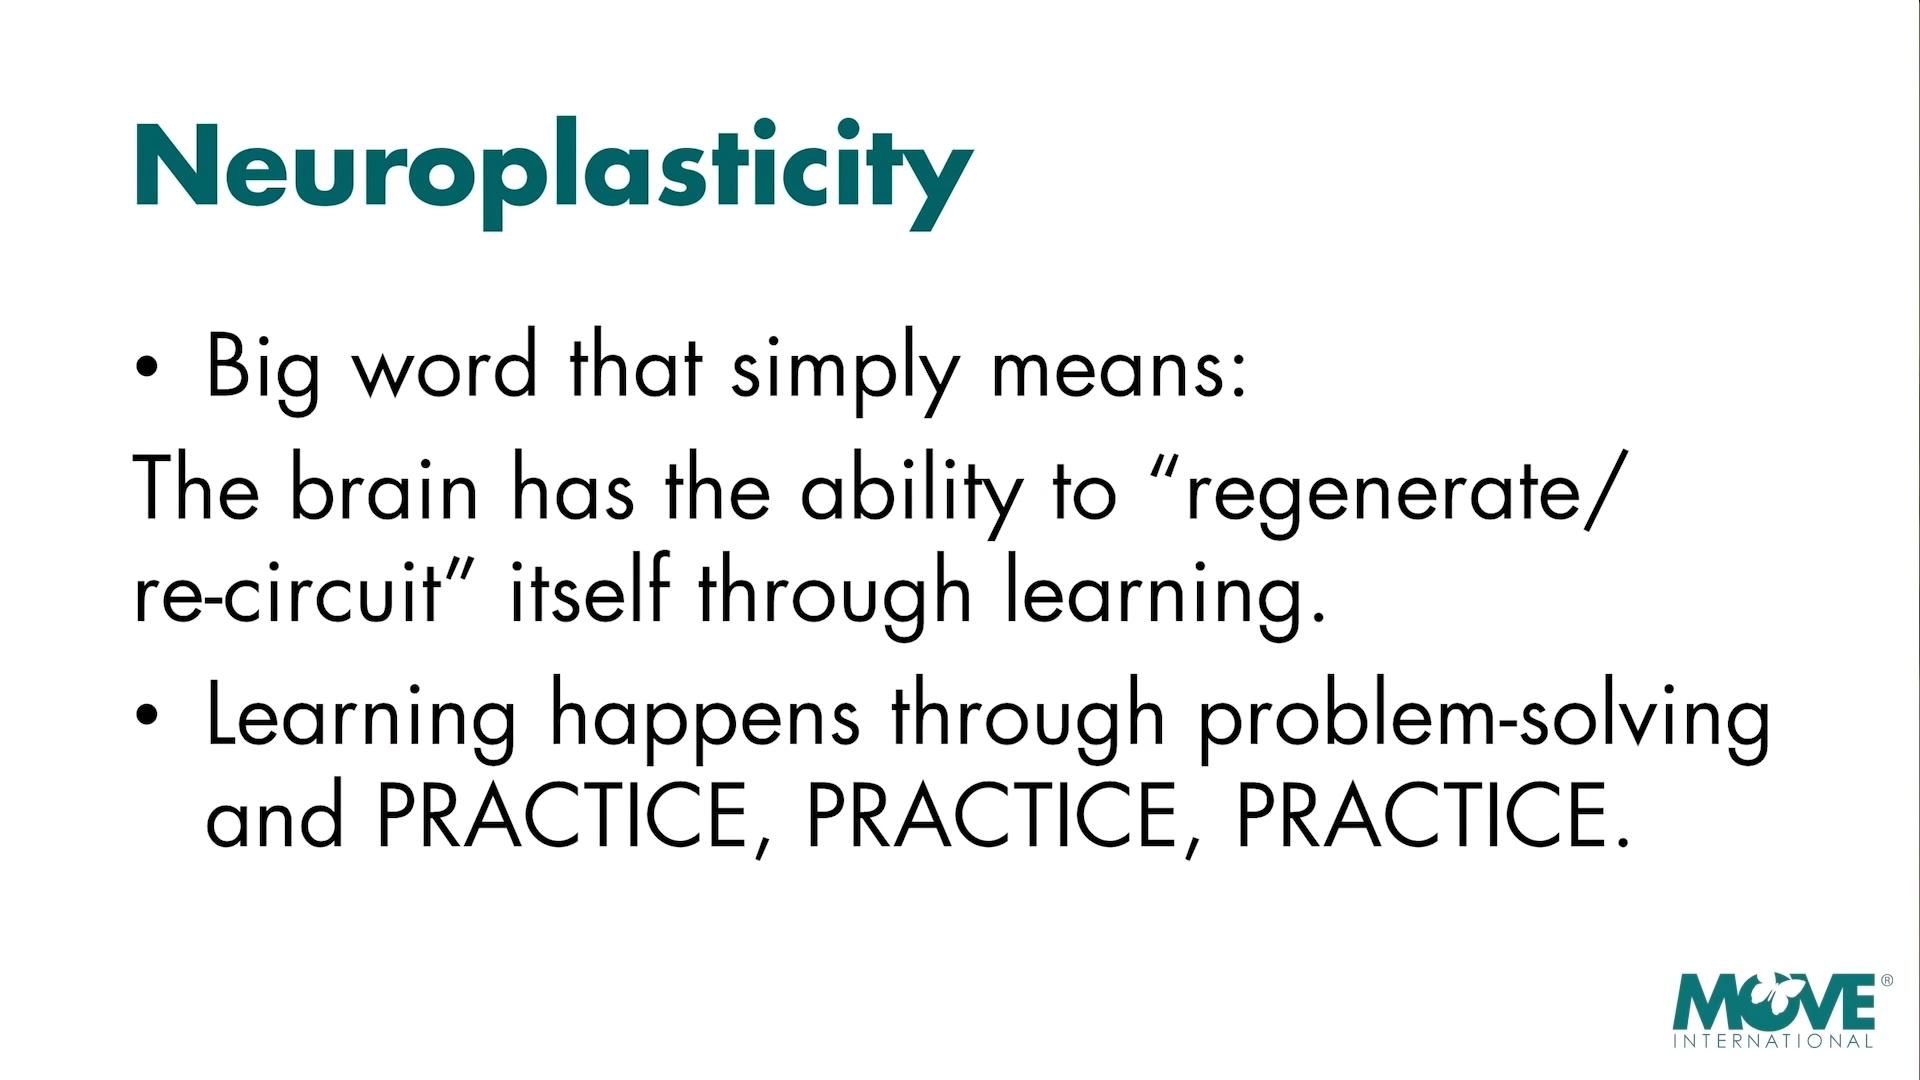 Neuroplasticity
• Big word that simply means:
The brain has the ability to “regenerate/
re-circuit” itself through learning.
• Learning happens through problem-solving
and PRACTICE, PRACTICE, PRACTICE.
MOVE®
INTERNATIONAL